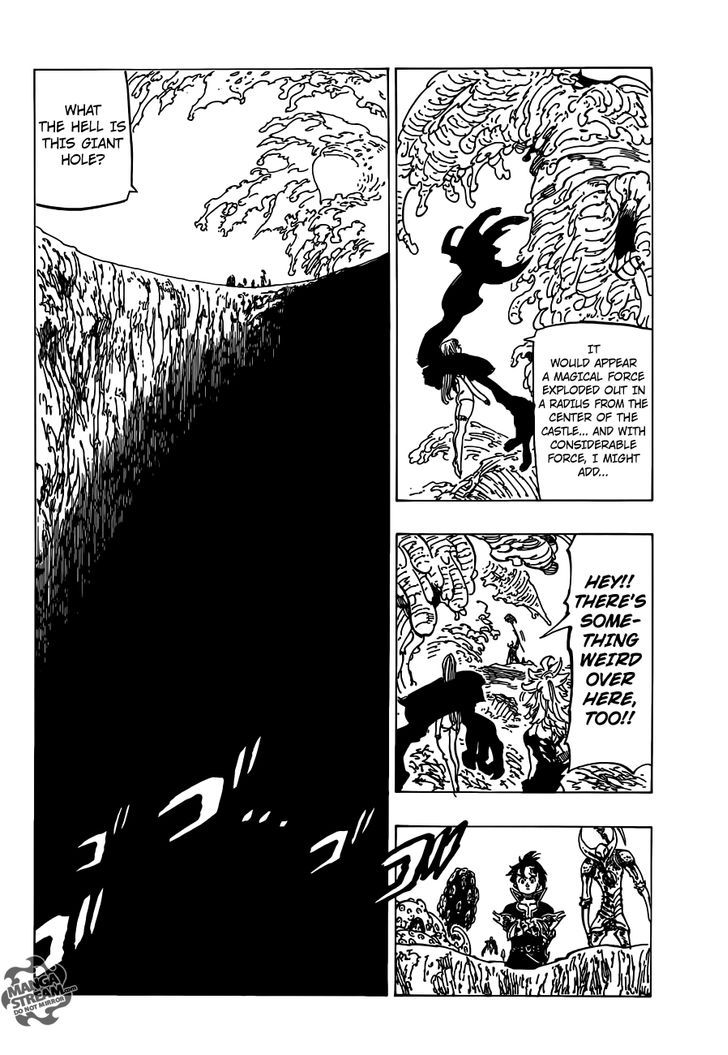 IT
WOULD APPEAR
A MAGICAL FORCE
EXPLODED OUT IN
A RADIUS FROM THE
CENTER OF THE
CASTLE... AND WITH
CONSIDERABLE
FORCE, I MIGHT
ADD...
HEY!!
THERE'S
SOME-
THING
WEIRD
OVER
HERE,
TOO!!
WHAT
THE HELL IS
THIS GIANT
HOLE?
ゴ
ゴ
ゴ
ゴ
ゴ
ゴ...
MANGA
STREAM.com
DO NOT MIRROR